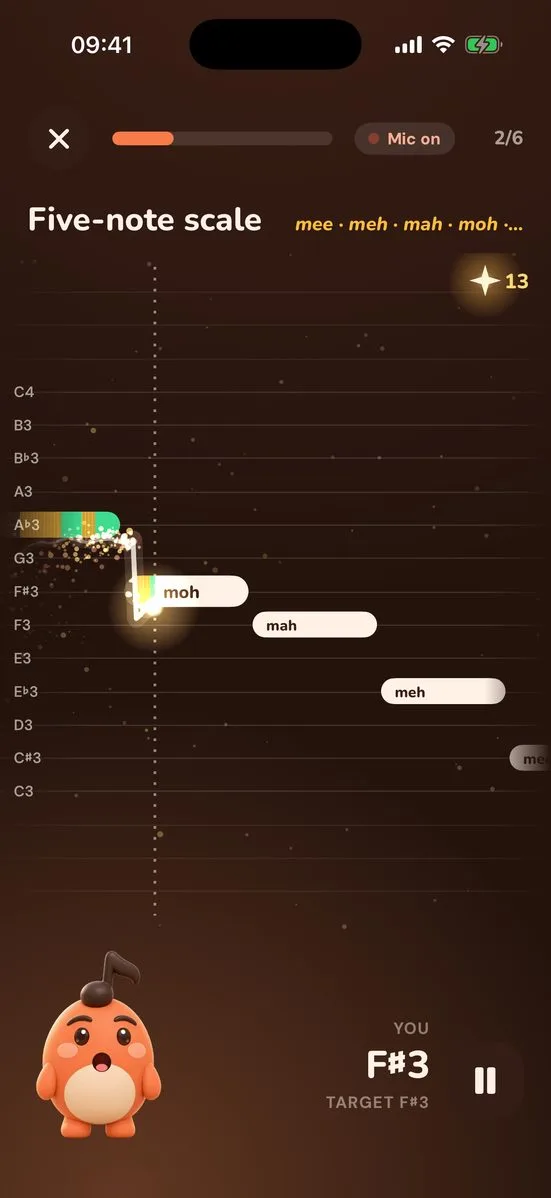 09:41
Mic on
2/6
Five-note scale
mee · meh · mah · moh ·...
13
C4
B3
B♭3
A3
A♭3
G3
F♯3
moh
F3
mah
E3
E♭3
meh
D3
C♯3
C3
YOU
F♯3
TARGET F♯3